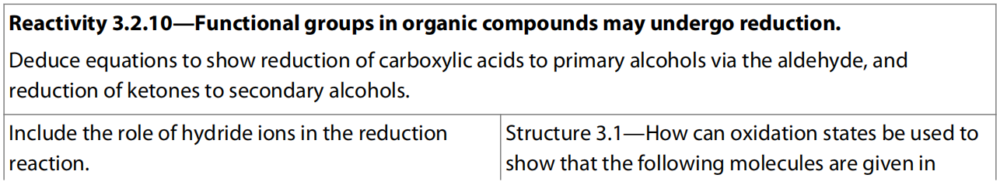 Reactivity 3.2.10—Functional groups in organic compounds may undergo reduction.
Deduce equations to show reduction of carboxylic acids to primary alcohols via the aldehyde, and
reduction of ketones to secondary alcohols.
Include the role of hydride ions in the reduction
reaction.
Structure 3.1—How can oxidation states be used to
show that the following molecules are given in